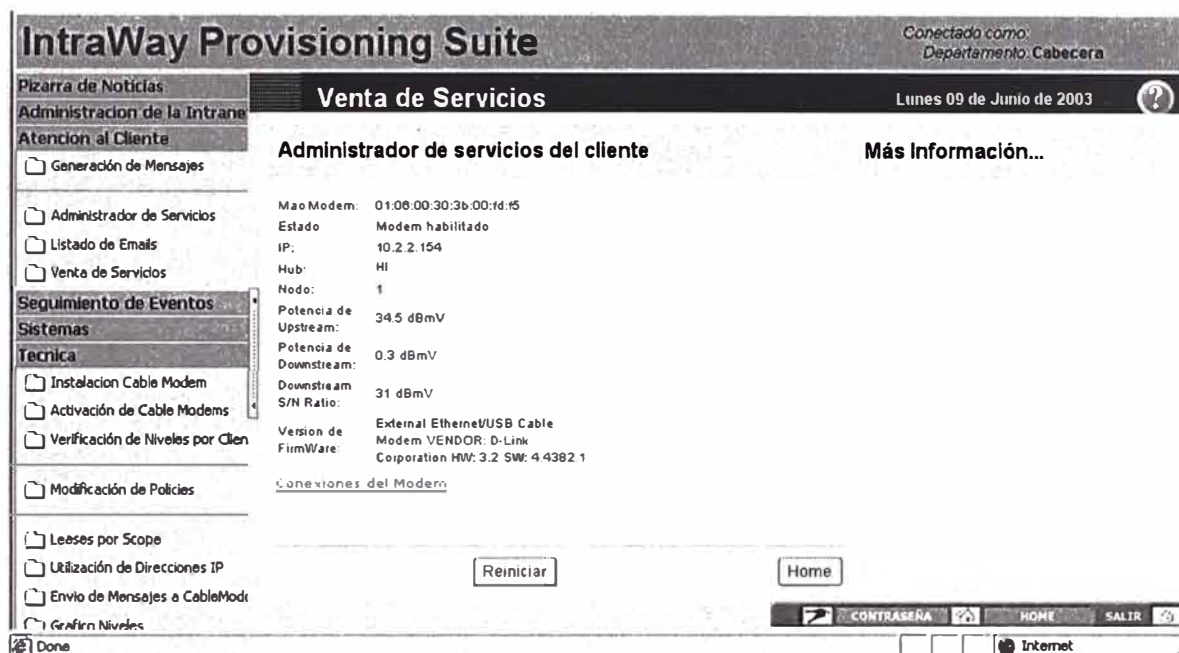 IntraWay Provisioning Suite
Conectado como:
Departamento: Cabecera
Pizarra de Noticias
Administracion de la Intrane
Atencion al Cliente
Generación de Mensajes
Administrador de Servicios
Listado de Emails
Venta de Servicios
Seguimiento de Eventos
Sistemas
Tecnica
Instalacion Cable Modem
Activación de Cable Modems
Verificación de Niveles por Clien
Modificación de Policies
Leases por Scope
Utilización de Direcciones IP
Envio de Mensajes a CableMode
Grafico Niveles
Venta de Servicios
Lunes 09 de Junio de 2003
?
Administrador de servicios del cliente
Más Información...
Mac Modem: 01:06:00:30:3b:00:fd:f5
Estado Modem habilitado
IP: 10.2.2.154
Hub: HI
Nodo: 1
Potencia de
Upstream: 34.5 dBmV
Potencia de
Downstream: 0.3 dBmV
Downstream
S/N Ratio: 31 dBmV
Version de
FirmWare:
External Ethernet/USB Cable
Modem VENDOR: D-Link
Corporation HW: 3.2 SW: 4.4382.1
Conexiones del Modem
Reiniciar
Home
CONTRASEÑA HOME SALIR
Done
Internet